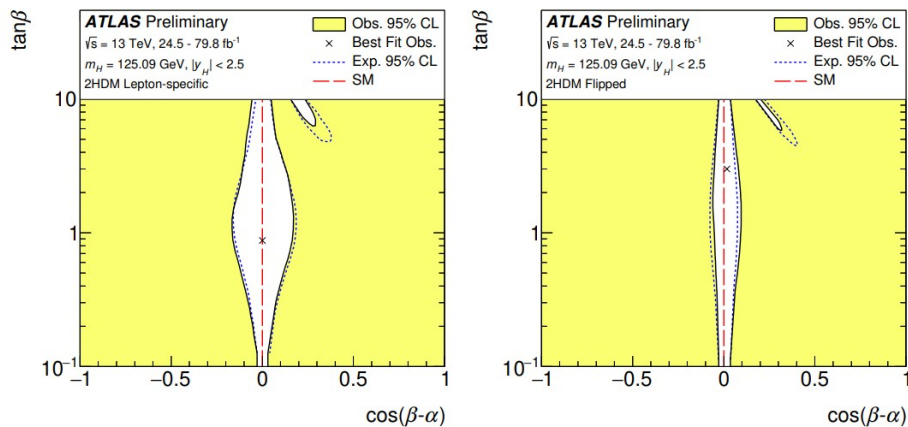 tanβ
ATLAS Preliminary
√s = 13 TeV, 24.5 - 79.8 fb⁻¹
m_H = 125.09 GeV, |y_H| < 2.5
2HDM Lepton-specific
Obs. 95% CL
Best Fit Obs.
Exp. 95% CL
SM
10
1
10⁻¹
−1
−0.5
0
0.5
1
cos(β-α)
tanβ
ATLAS Preliminary
√s = 13 TeV, 24.5 - 79.8 fb⁻¹
m_H = 125.09 GeV, |y_H| < 2.5
2HDM Flipped
Obs. 95% CL
Best Fit Obs.
Exp. 95% CL
SM
10
1
10⁻¹
−1
−0.5
0
0.5
1
cos(β-α)